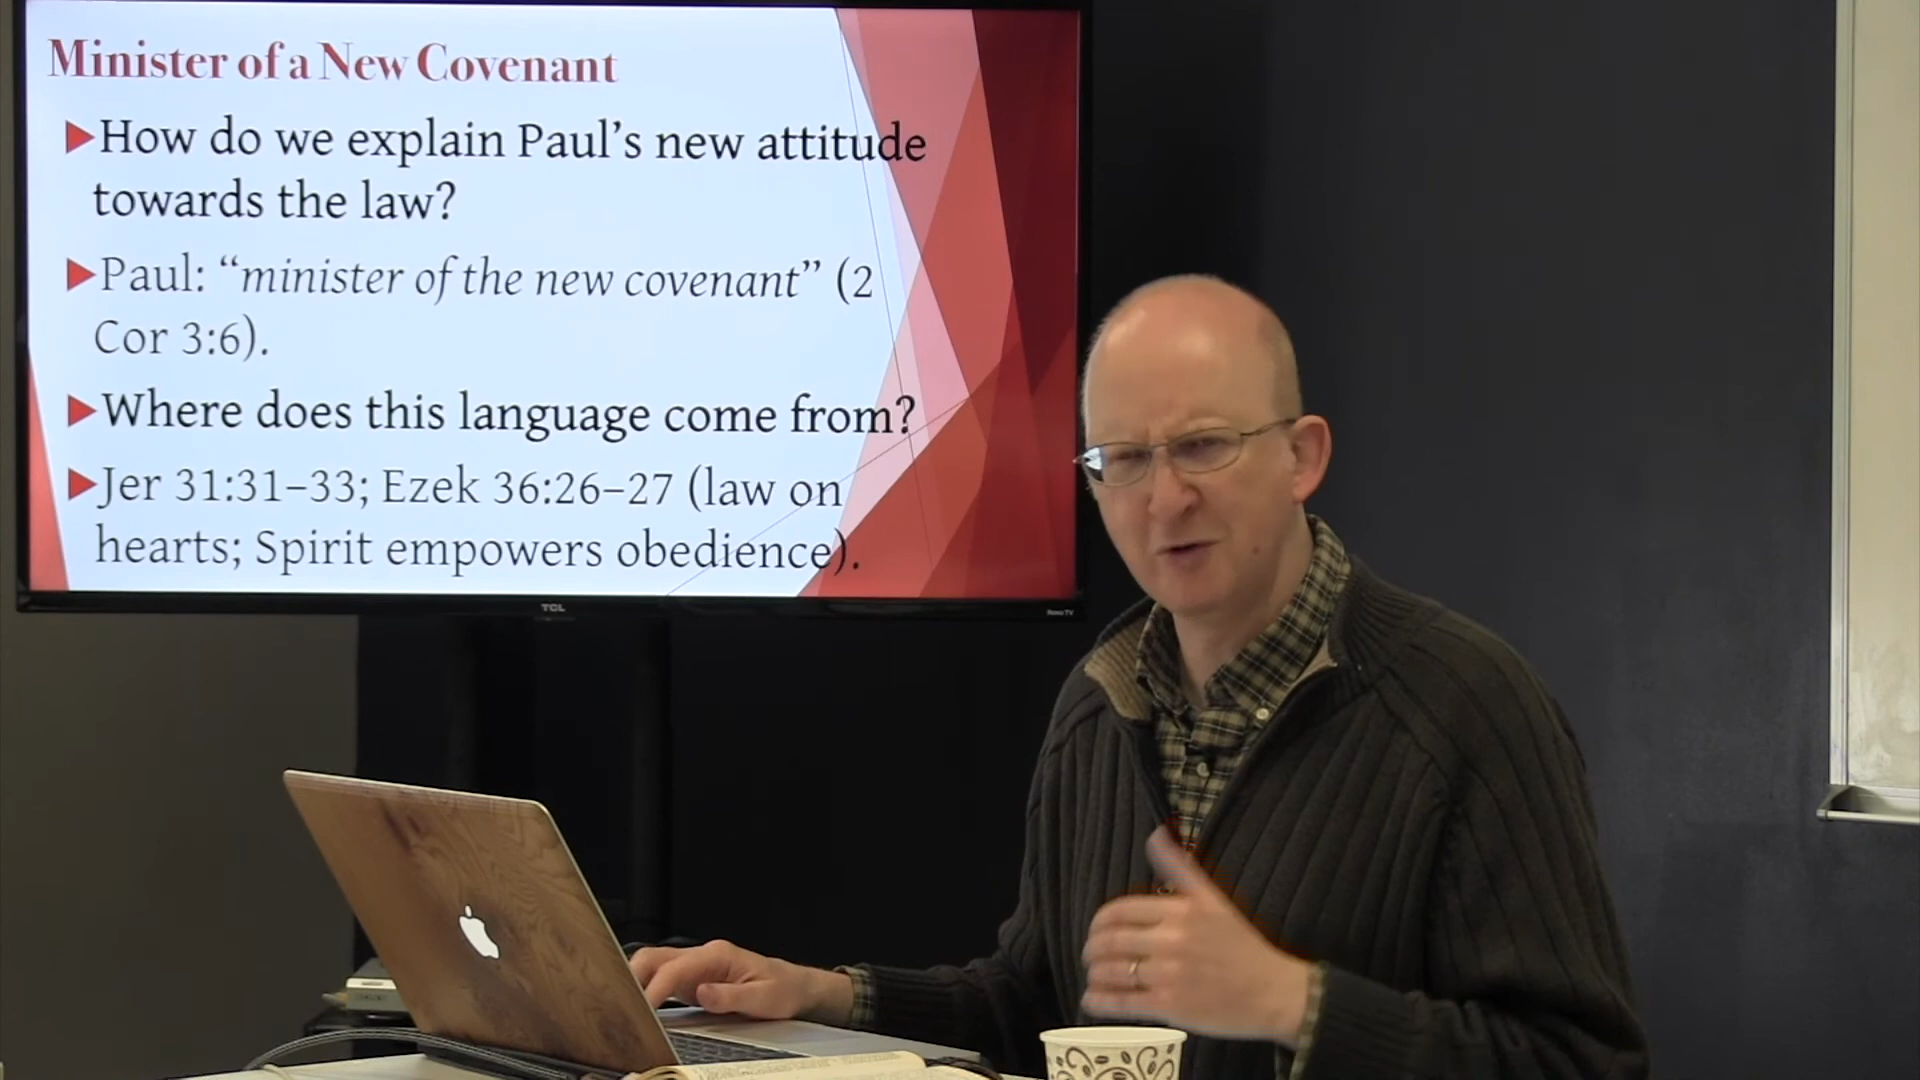 Minister of a New Covenant
▶How do we explain Paul's new attitude
towards the law?
▶Paul: “minister of the new covenant” (2
Cor 3:6).
▶Where does this language come from?
▶Jer 31:31–33; Ezek 36:26–27 (law on
hearts; Spirit empowers obedience).
TCL
Roku TV